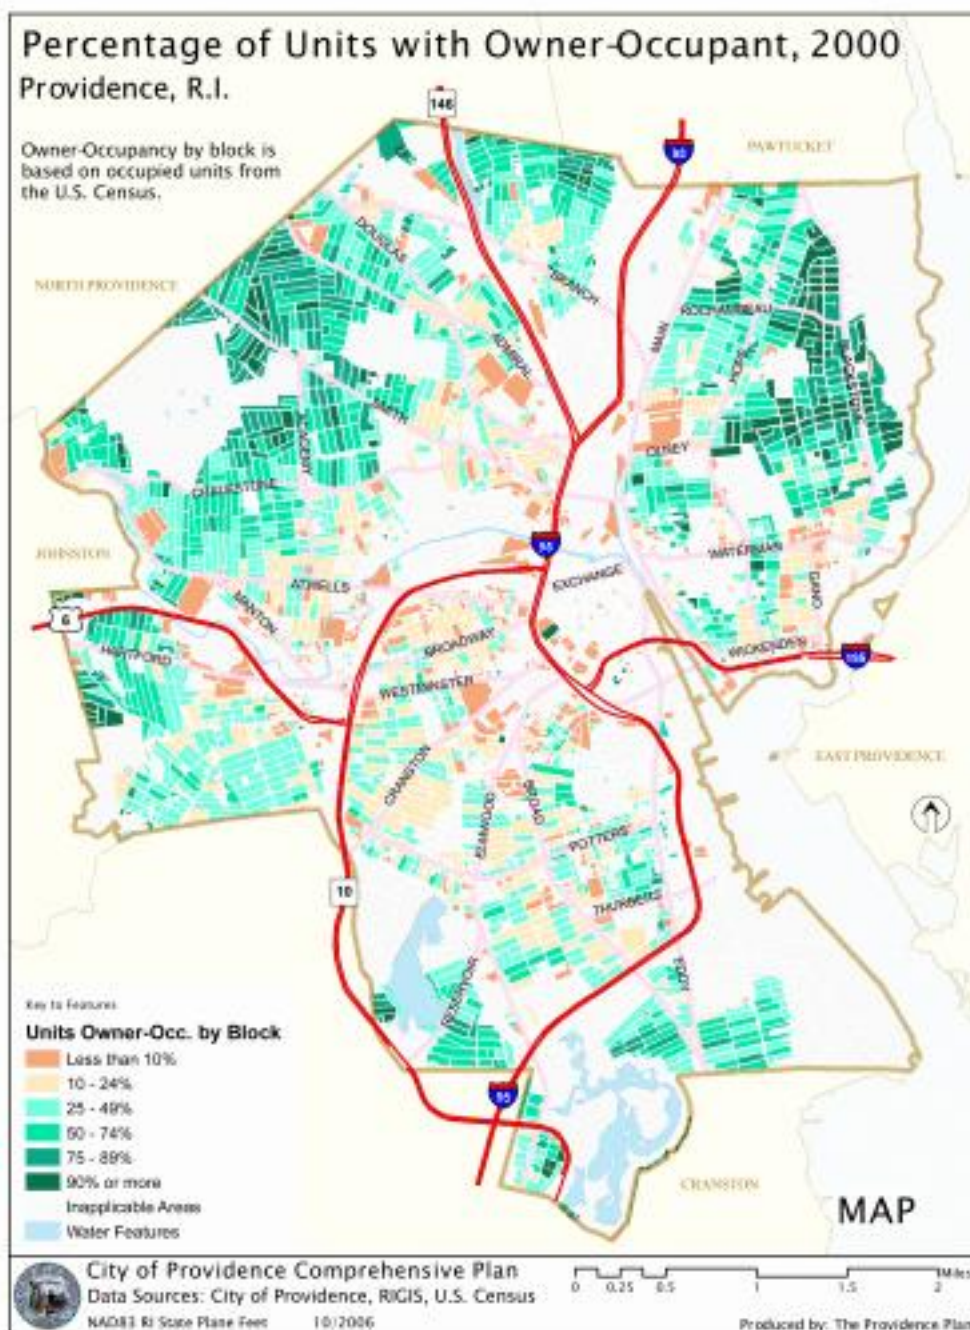 Percentage of Units with Owner-Occupant, 2000
Providence, R.I.
Owner-Occupancy by block is
based on occupied units from
the U.S. Census.
146
95
PAWTUCKET
NORTH PROVIDENCE
DOUGLAS
BRANCH
ADMIRAL
MAIN
ROCHAMBEAU
HOPE
BLACKSTONE
SMITH
ACADEMY
CHALKSTONE
OLNEY
JOHNSTON
95
WATERMAN
GANO
EXCHANGE
ATWELLS
MANTON
6
HARTFORD
BROADWAY
WICKENDEN
195
WESTMINSTER
CRANSTON
EAST PROVIDENCE
ELMWOOD
BROAD
POTTERS
THURBERS
10
RESERVOIR
EDDY
95
CRANSTON
Key to Features
Units Owner-Occ. by Block
Less than 10%
10 - 24%
25 - 49%
50 - 74%
75 - 89%
90% or more
Inapplicable Areas
Water Features
MAP
City of Providence Comprehensive Plan
Data Sources: City of Providence, RIGIS, U.S. Census
NAD83 RI State Plane Feet 10/2006
0 0.25 0.5 1 1.5 2 Miles
Produced by: The Providence Plan